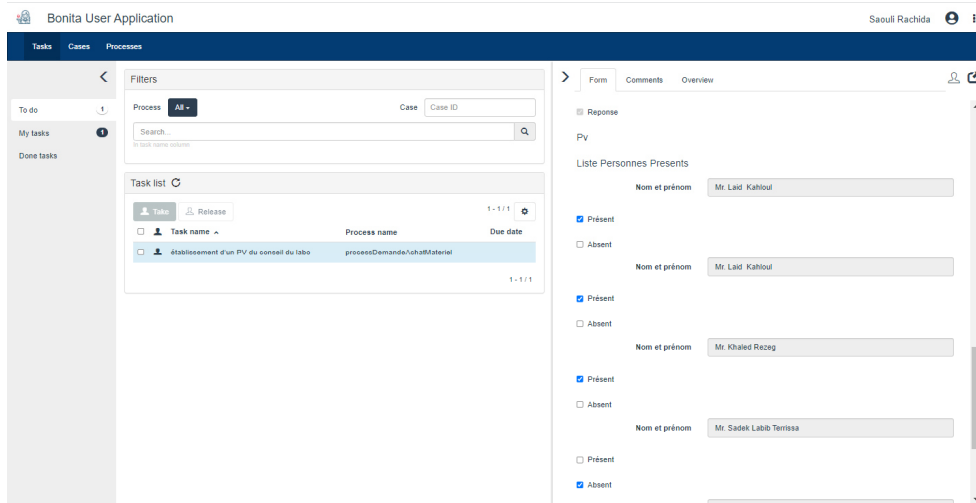 Bonita User Application
Saouli Rachida
Tasks Cases Processes
To do 1
My tasks 1
Done tasks
Filters
Process All Case Case ID
Search...
In task name column
Task list
Take Release 1 - 1 / 1
Task name Process name Due date
établissement d'un PV du conseil du labo processDemandeAchatMateriel
1 - 1 / 1
Form Comments Overview
Reponse
Pv
Liste Personnes Presents
Nom et prénom Mr. Laid Kahloul
Présent
Absent
Nom et prénom Mr. Laid Kahloul
Présent
Absent
Nom et prénom Mr. Khaled Rezeg
Présent
Absent
Nom et prénom Mr. Sadek Labib Terrissa
Présent
Absent